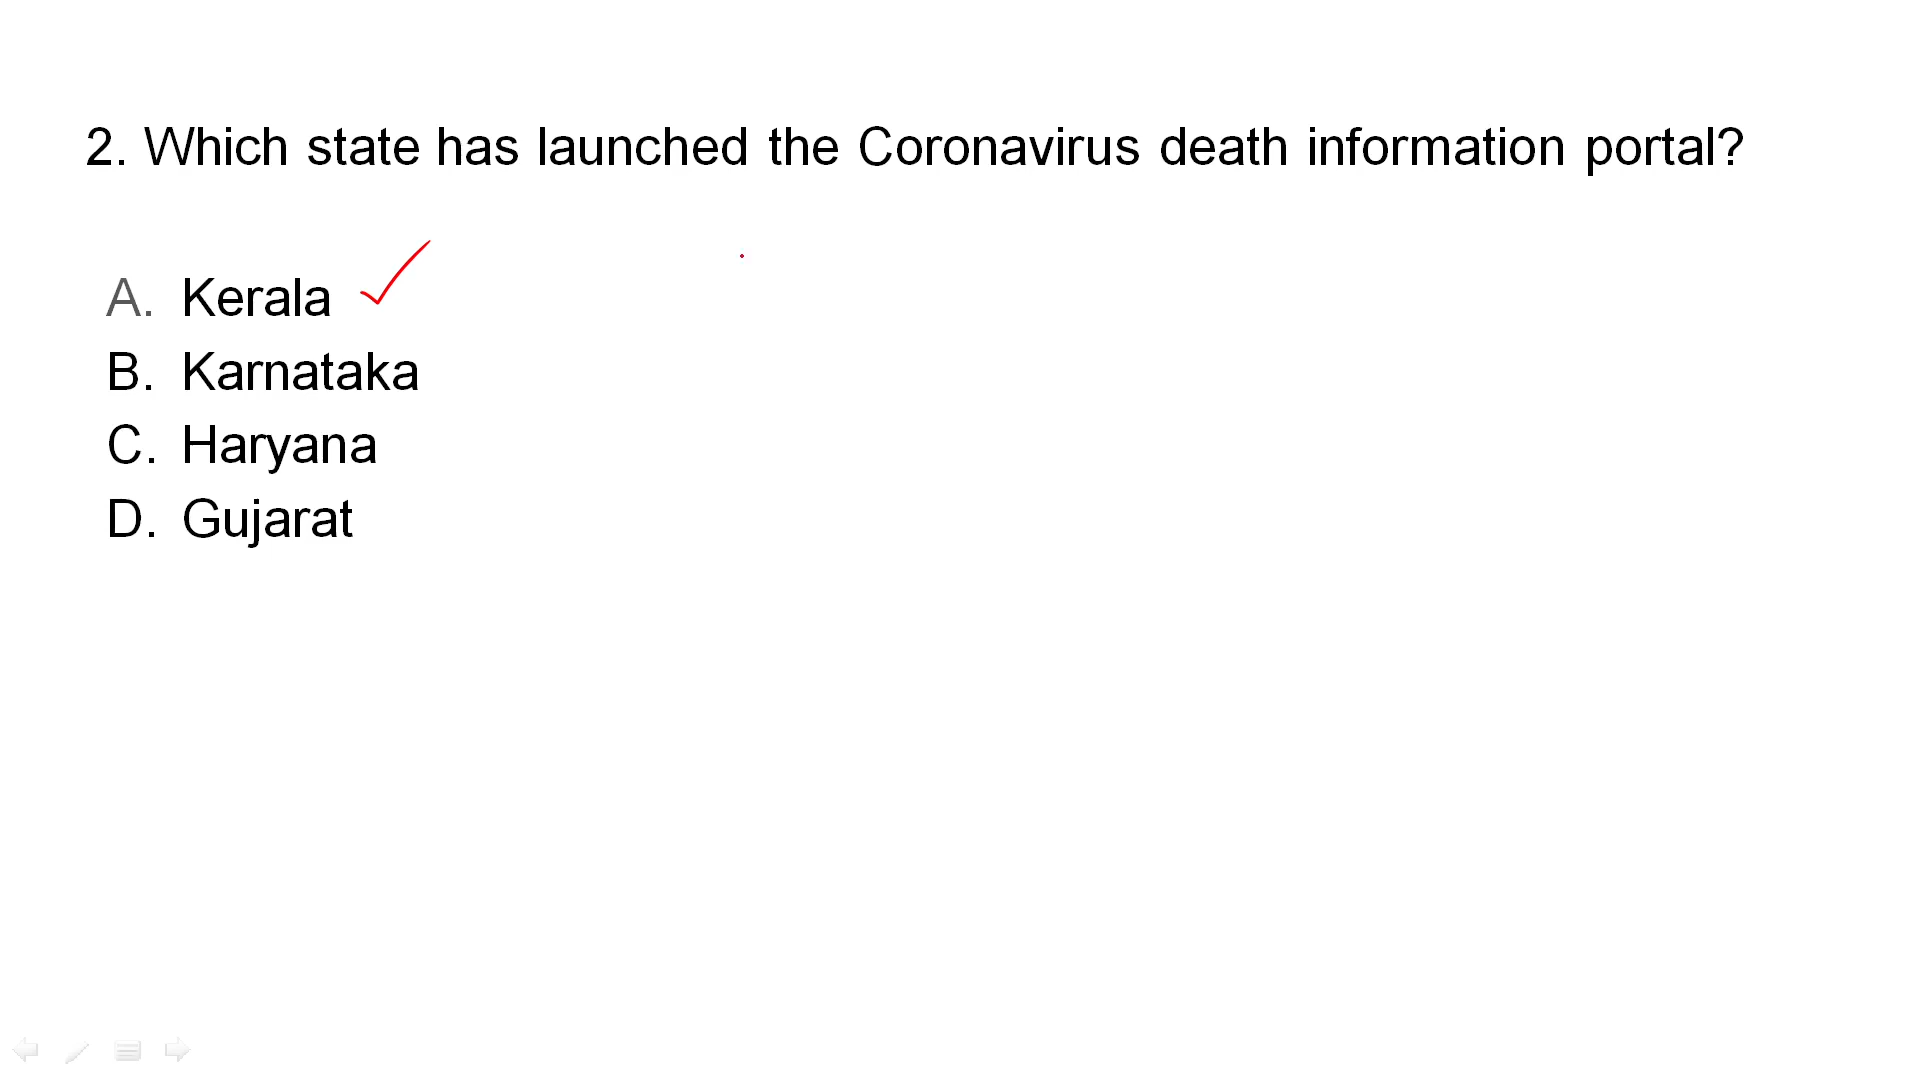 2. Which state has launched the Coronavirus death information portal?
A. Kerala
B. Karnataka
C. Haryana
D. Gujarat